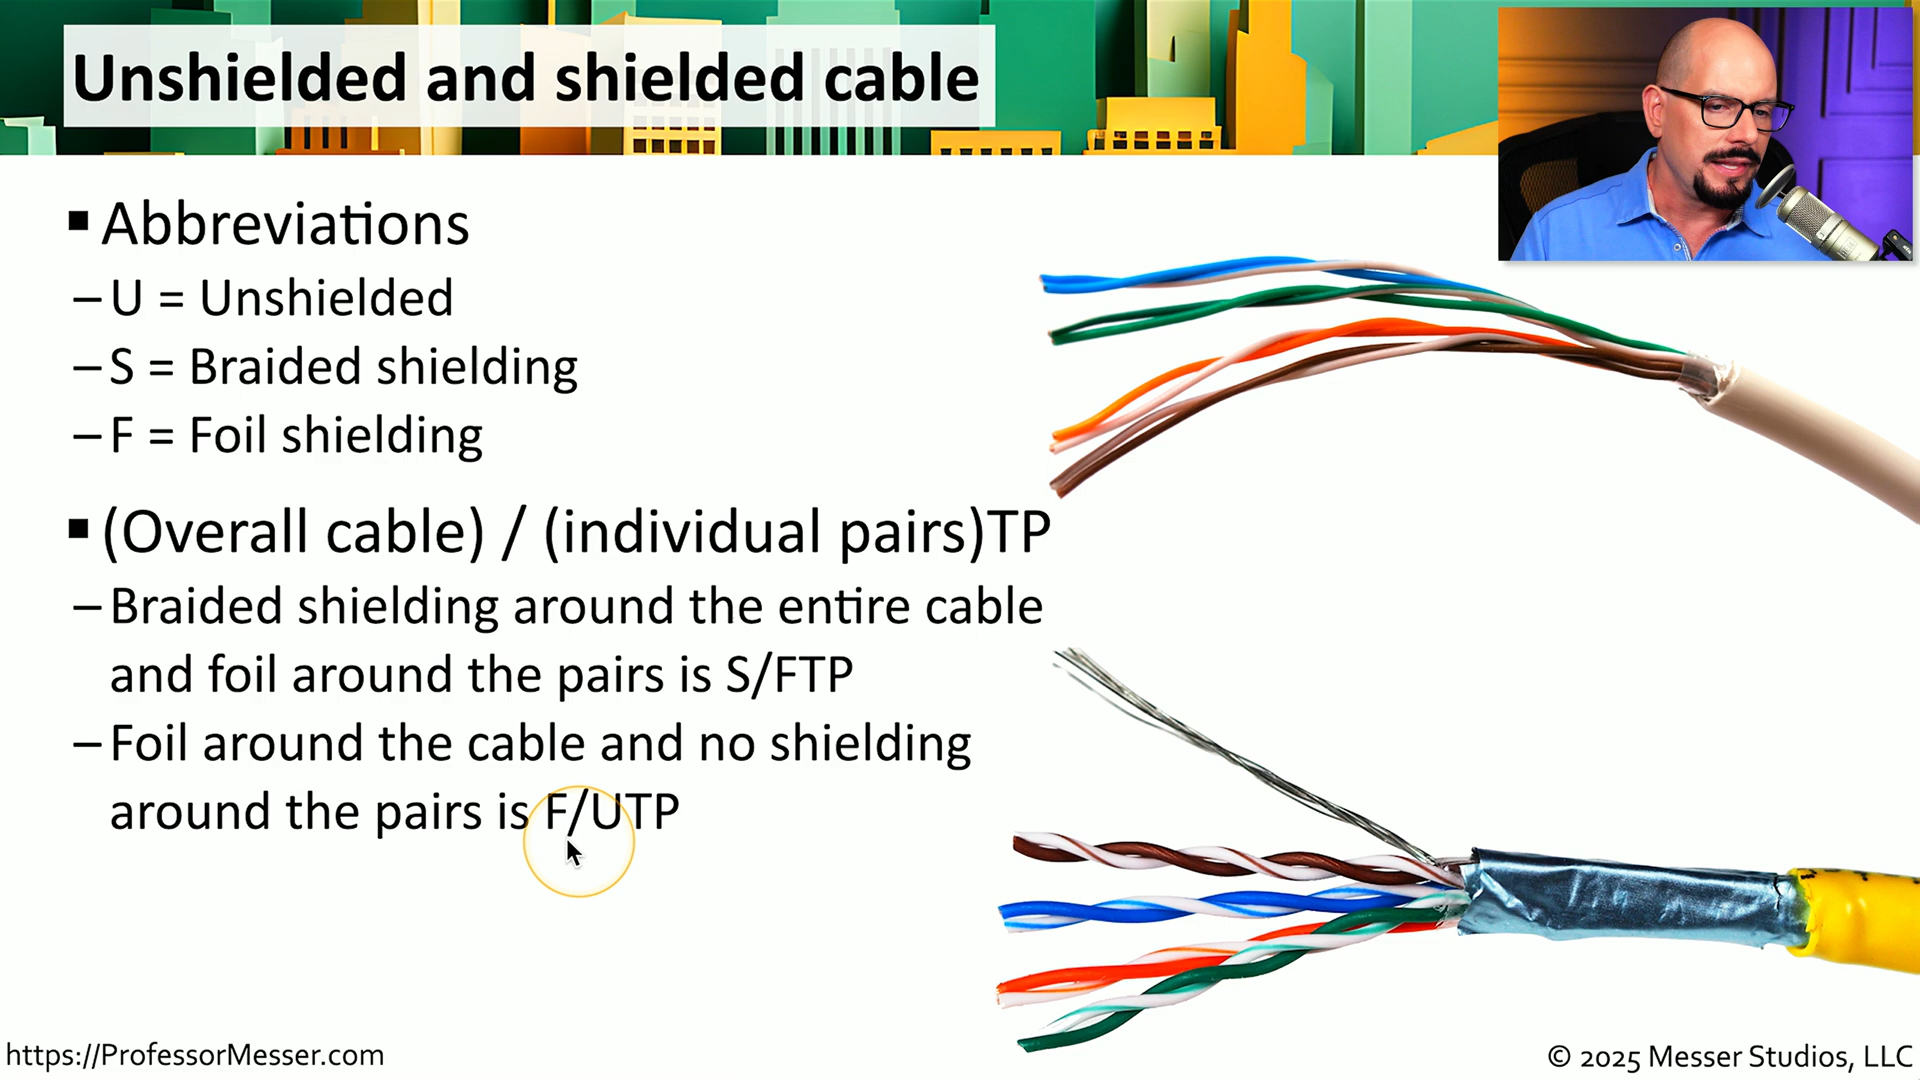 Unshielded and shielded cable
▪ Abbreviations
– U = Unshielded
– S = Braided shielding
– F = Foil shielding
▪ (Overall cable) / (individual pairs)TP
– Braided shielding around the entire cable
and foil around the pairs is S/FTP
– Foil around the cable and no shielding
around the pairs is F/UTP
https://ProfessorMesser.com
© 2025 Messer Studios, LLC